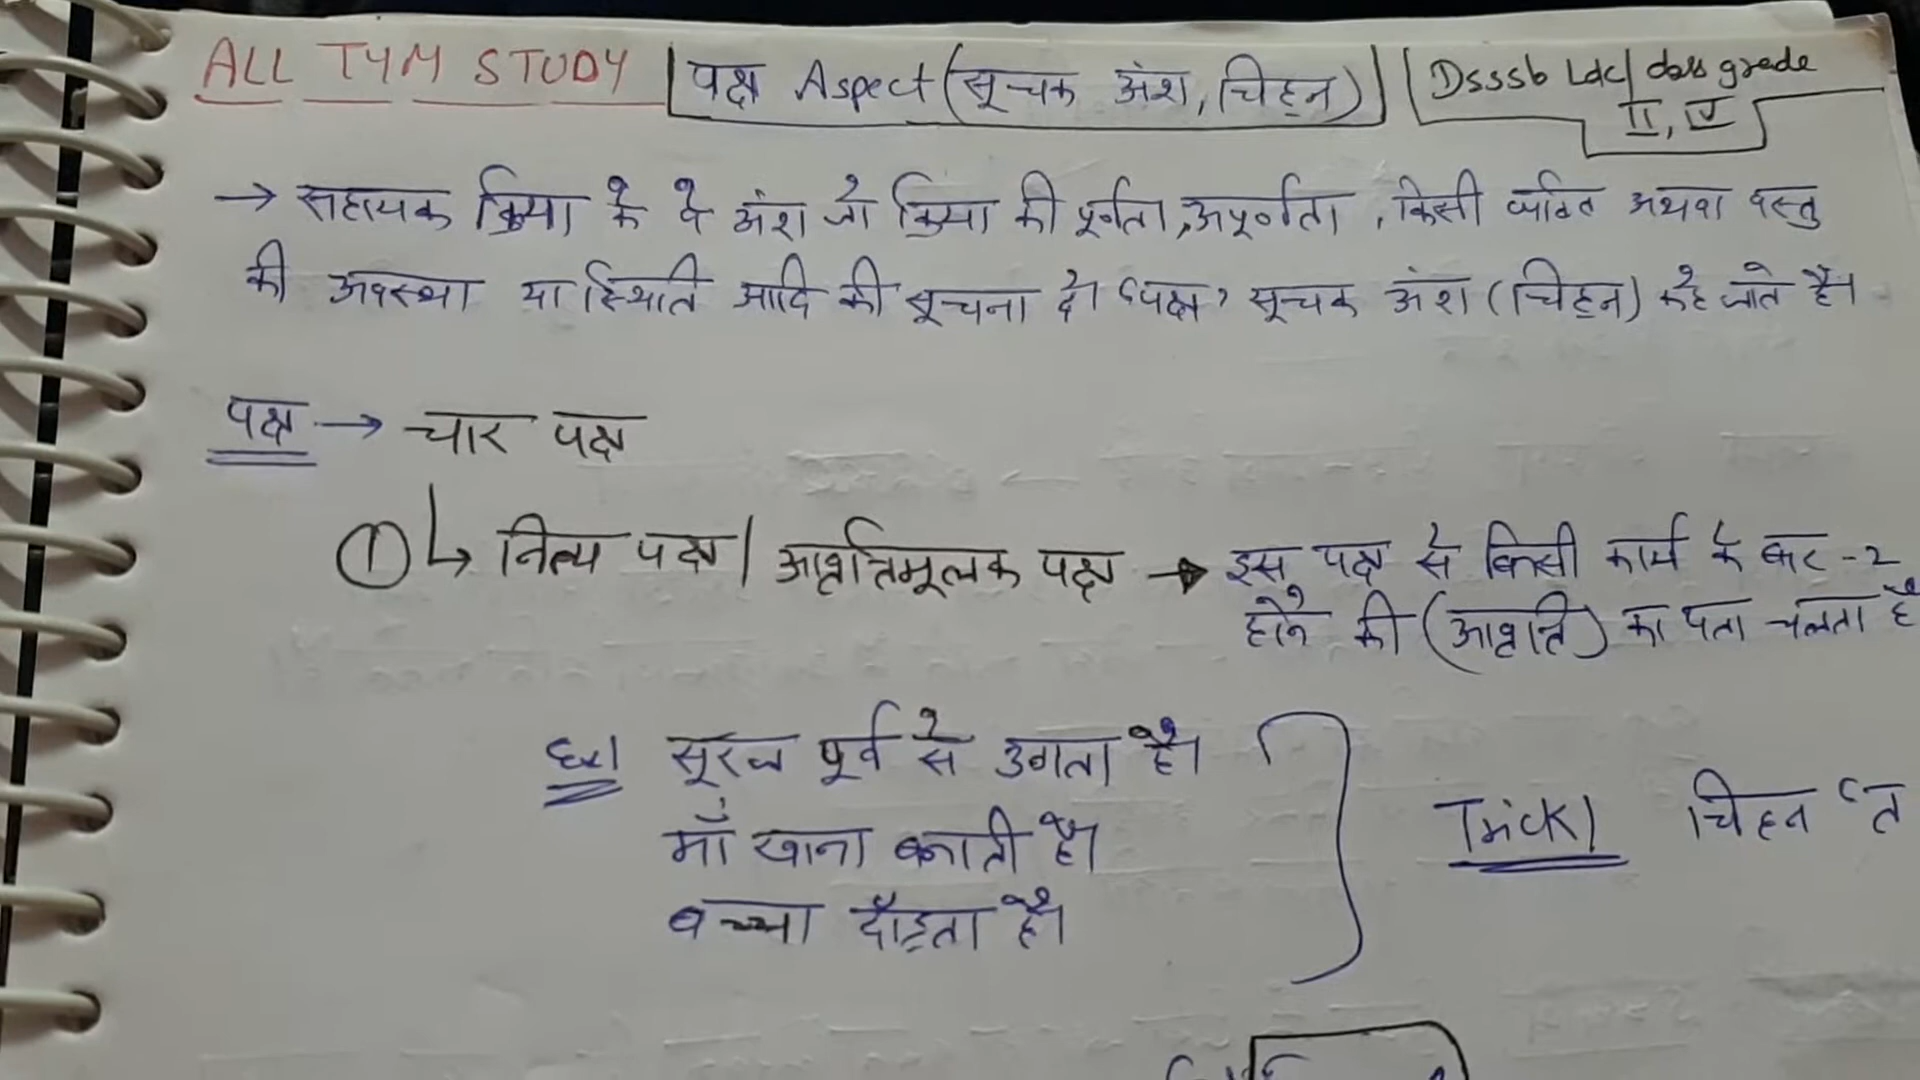 ALL TYM STUDY पक्ष Aspect (सूचक अंश, चिह्न) Dsssb Ldc/dass grade II, IV
→ सहायक क्रिया के वे अंश जो क्रिया की पूर्णता, अपूर्णता, किसी व्यक्ति अथवा वस्तु
की अवस्था या स्थिति आदि की सूचना दे। 'पक्ष' सूचक अंश (चिह्न) कहे जाते है।
पक्ष → चार पक्ष
① ↳ नित्य पक्ष / आवृत्तिमूलक पक्ष → इस पक्ष से किसी कार्य के बार-2
होने की (आवृत्ति) का पता चलता है
Ex। सूरज पूर्व से उगता है।
माँ खाना बनाती है।
बच्चा दौड़ता है।
Trick। चिहन 'त